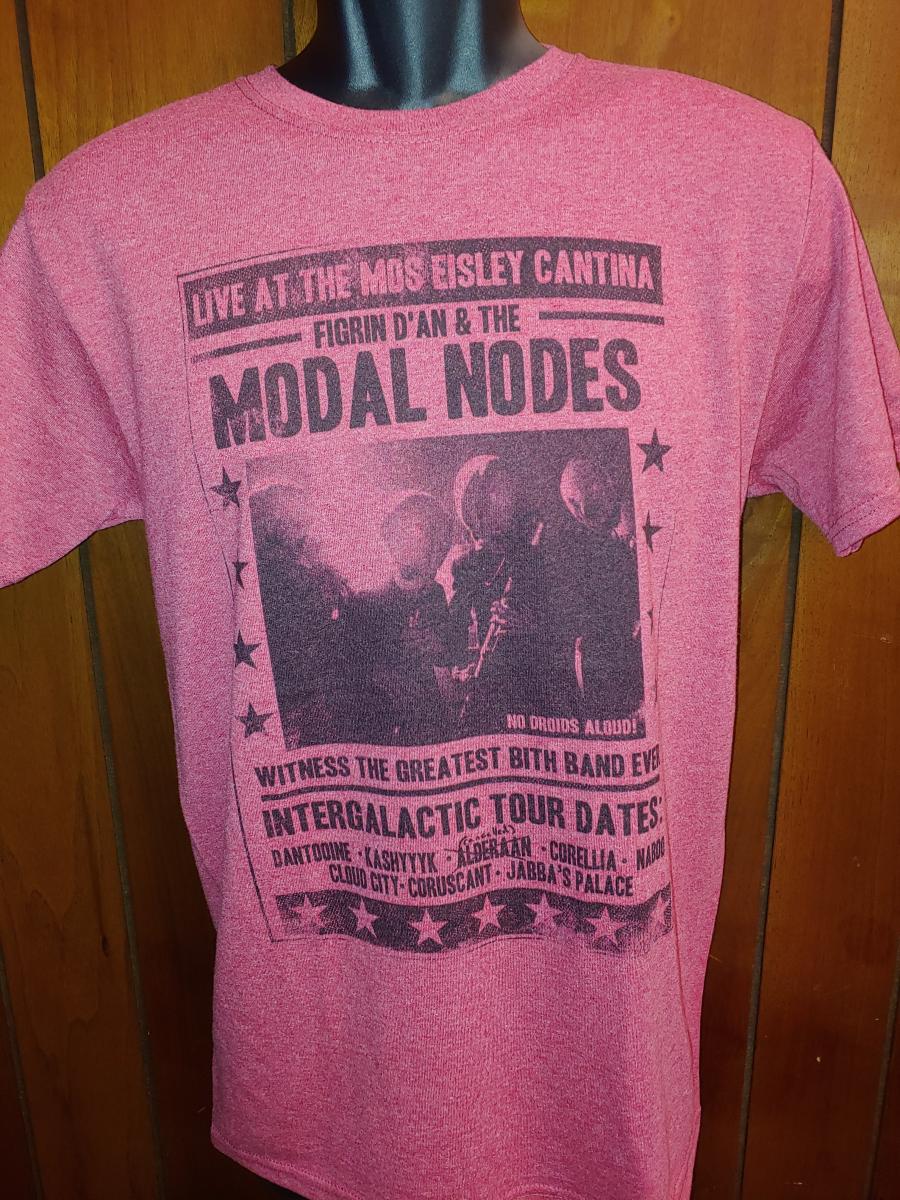 LIVE AT THE MOS EISLEY CANTINA
FIGRIN D'AN & THE
MODAL NODES
NO DROIDS ALOUD!
WITNESS THE GREATEST BITH BAND EVER
INTERGALACTIC TOUR DATES:
(cancelled)
DANTOOINE · KASHYYYK · ALDERAAN · CORELLIA · NABOO
CLOUD CITY · CORUSCANT · JABBA'S PALACE